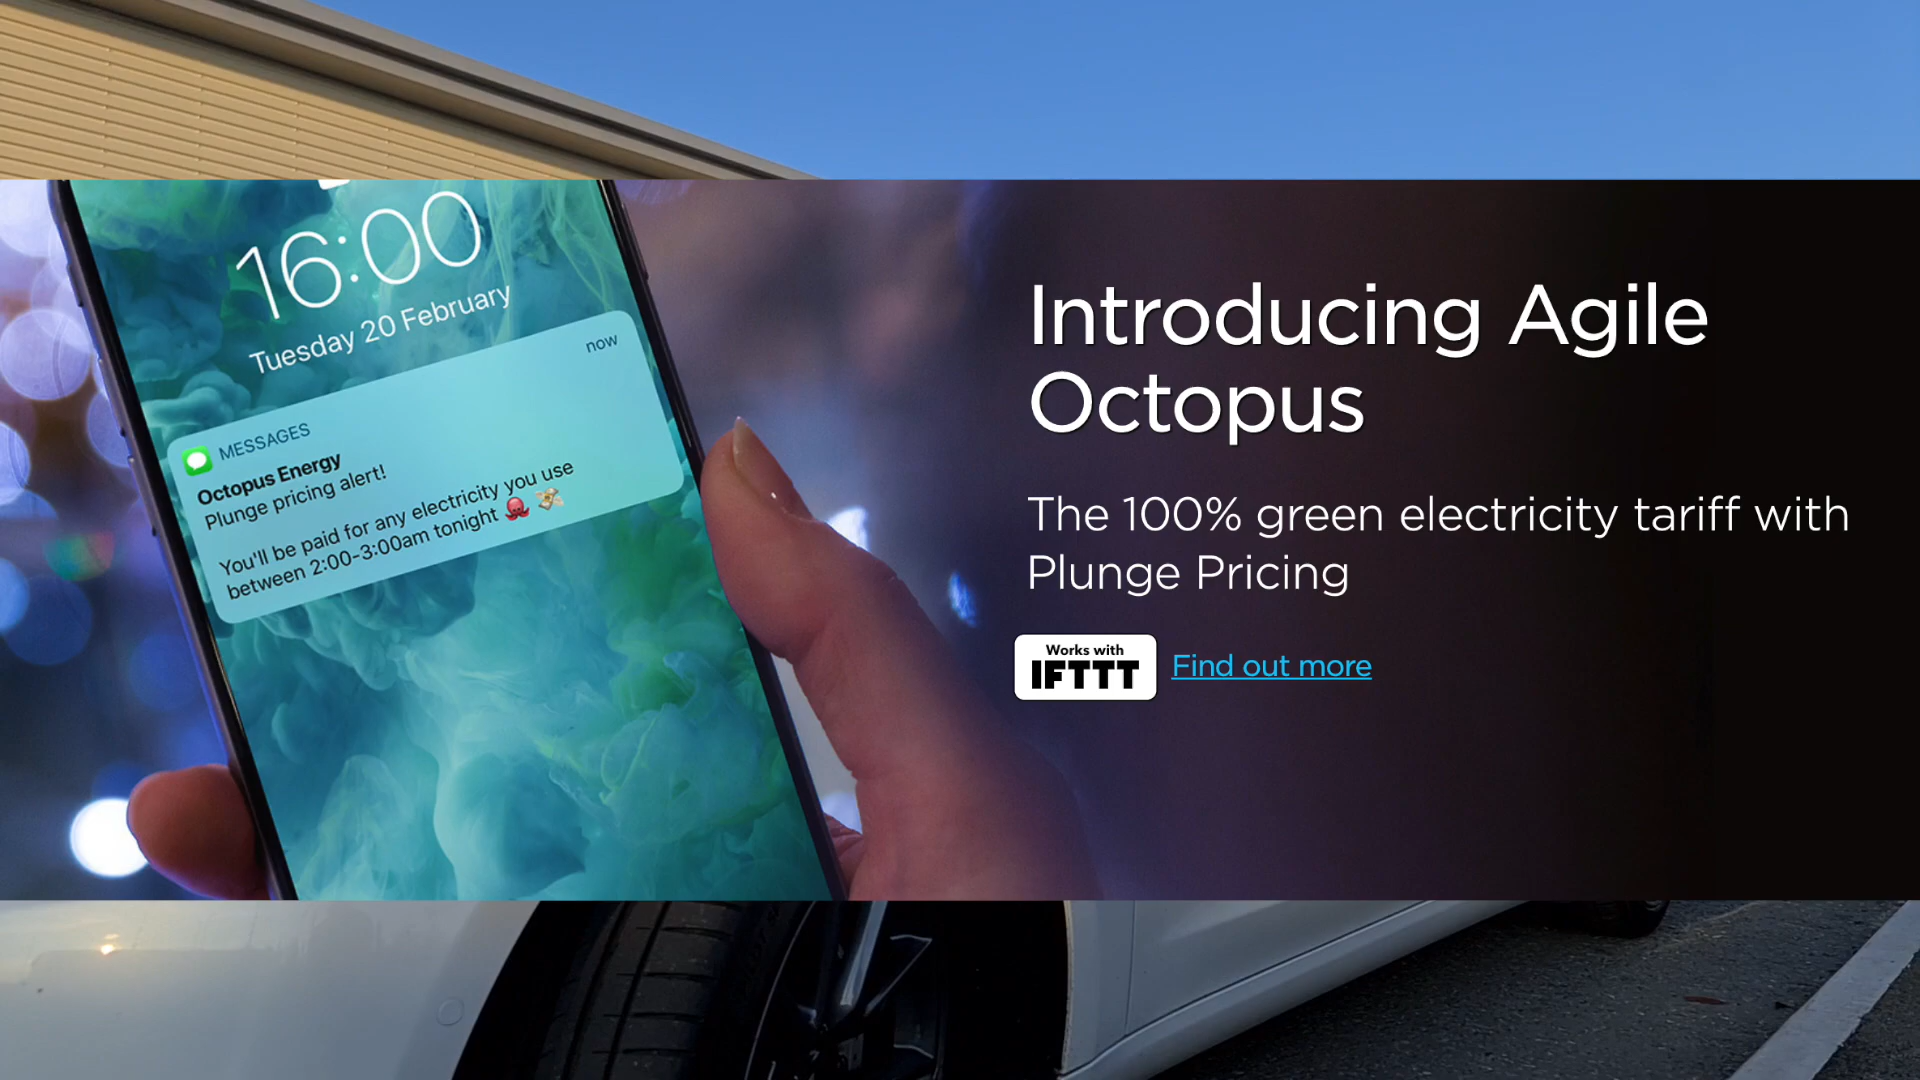 16:00
Tuesday 20 February
MESSAGES
now
Octopus Energy
Plunge pricing alert!
You'll be paid for any electricity you use
between 2:00-3:00am tonight 🐙 💸
Introducing Agile
Octopus
The 100% green electricity tariff with
Plunge Pricing
Works with
IFTTT
Find out more